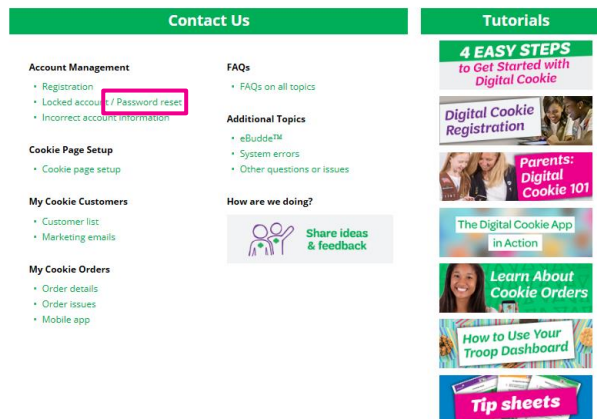 Contact Us
Account Management
• Registration
• Locked account / Password reset
• Incorrect account information
Cookie Page Setup
• Cookie page setup
My Cookie Customers
• Customer list
• Marketing emails
My Cookie Orders
• Order details
• Order issues
• Mobile app
FAQs
• FAQs on all topics
Additional Topics
• eBudde™
• System errors
• Other questions or issues
How are we doing?
Share ideas
& feedback
Tutorials
4 EASY STEPS
to Get Started with
Digital Cookie
Digital Cookie
Registration
Parents:
Digital
Cookie 101
The Digital Cookie App
in Action
Learn About
Cookie Orders
How to Use Your
Troop Dashboard
Tip sheets